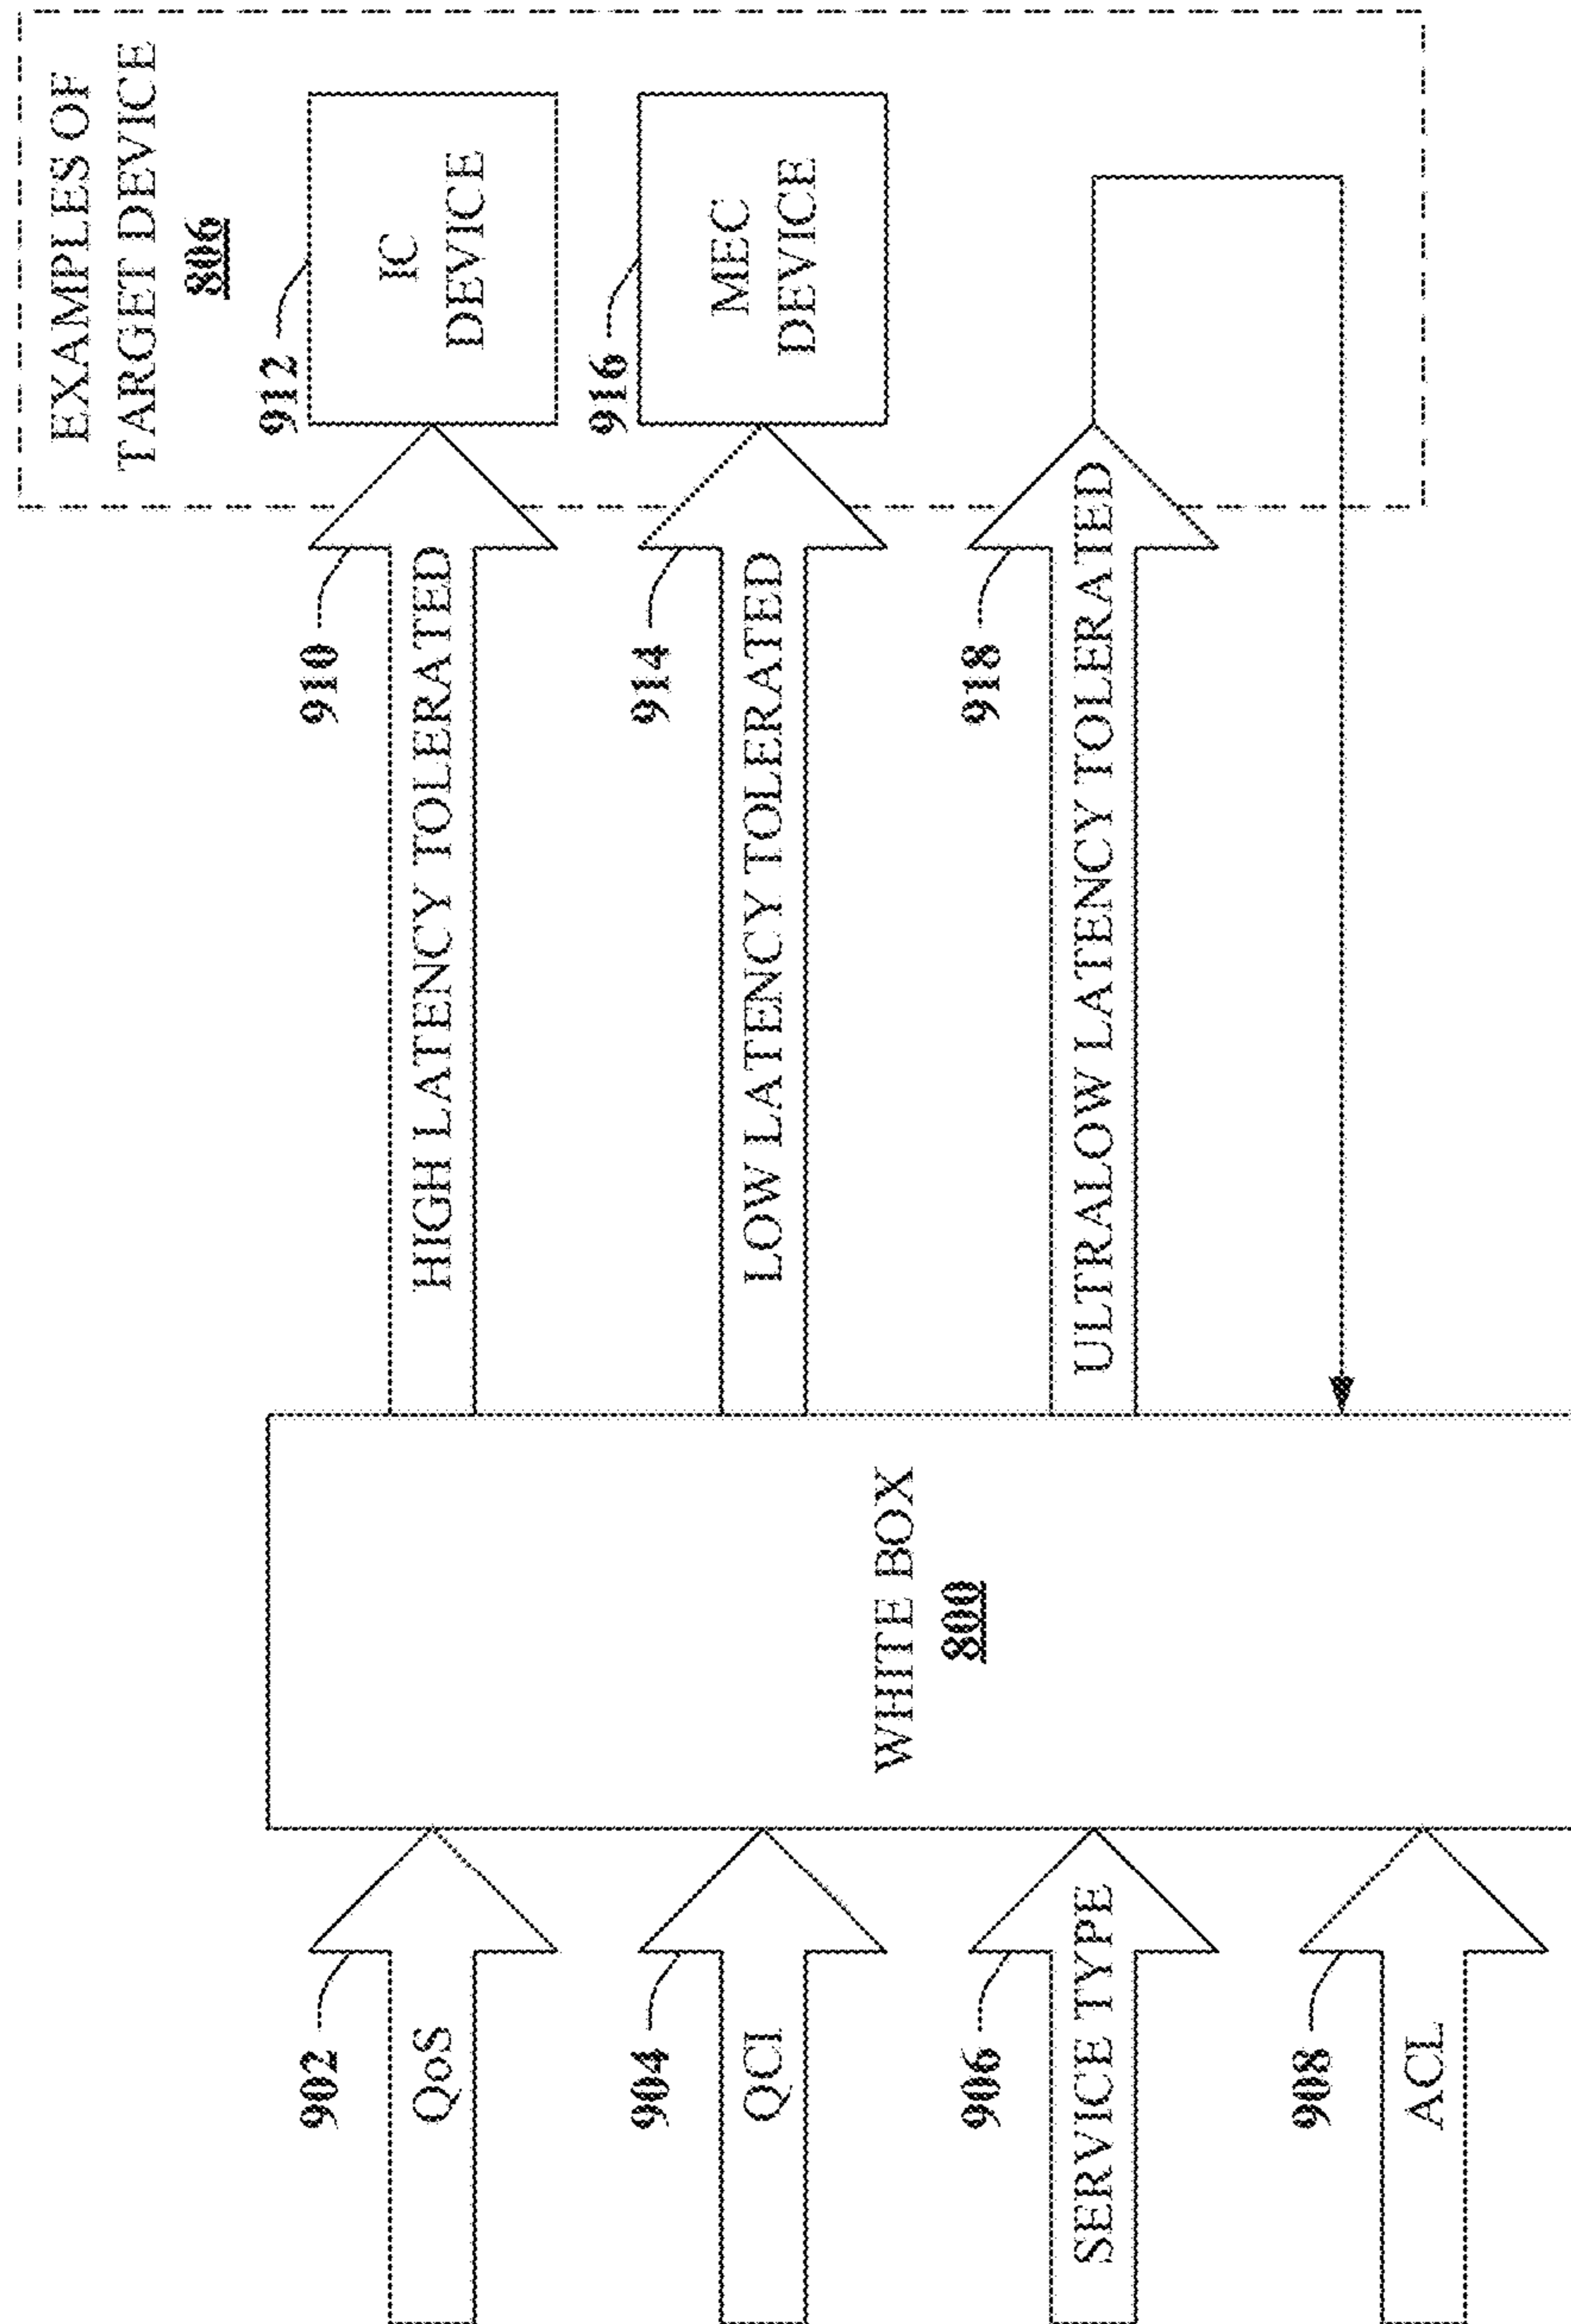 EXAMPLES OF
TARGET DEVICE
806
902
QoS
910
HIGH LATENCY TOLERATED
912
IC
DEVICE
904
QCI
914
LOW LATENCY TOLERATED
916
MEC
DEVICE
WHITE BOX
800
906
SERVICE TYPE
918
ULTRALOW LATENCY TOLERATED
908
ACL